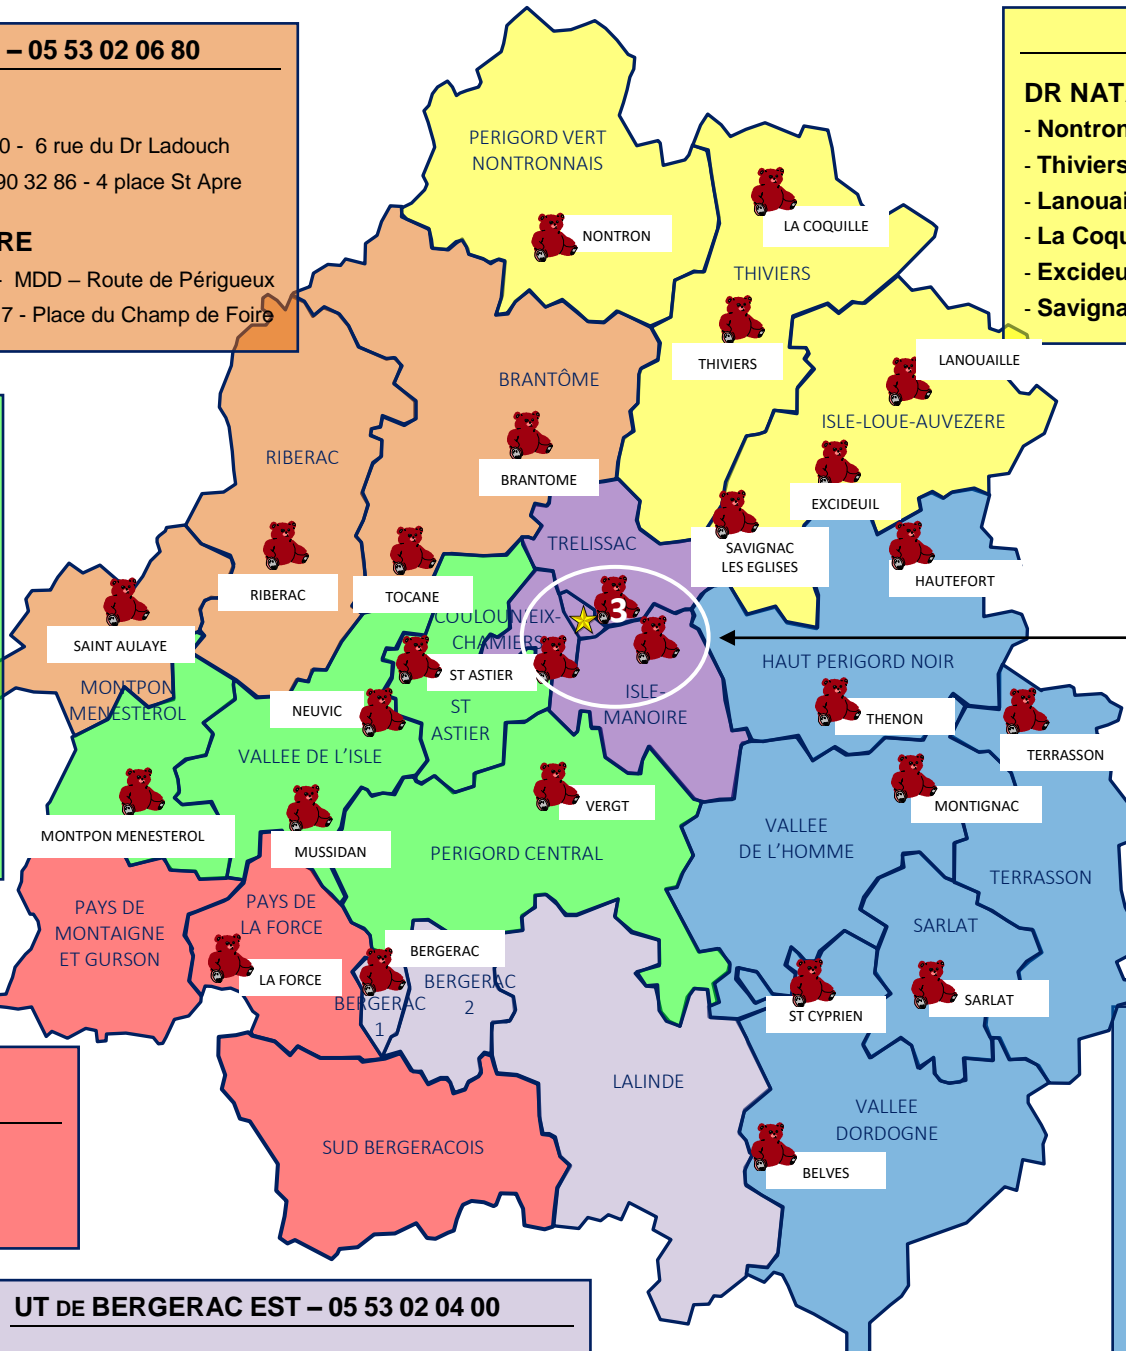 – 05 53 02 06 80
0 - 6 rue du Dr Ladouch
90 32 86 - 4 place St Apre
RE
- MDD – Route de Périgueux
7 - Place du Champ de Foire
DR NAT
- Nontron
- Thiviers
- Lanouai
- La Coqu
- Excideu
- Savigna
PERIGORD VERT
NONTRONNAIS
NONTRON
LA COQUILLE
THIVIERS
THIVIERS
LANOUAILLE
ISLE-LOUE-AUVEZERE
EXCIDEUIL
BRANTÔME
BRANTOME
RIBERAC
RIBERAC
TOCANE
SAINT AULAYE
TRELISSAC
SAVIGNAC
LES EGLISES
HAUTEFORT
COULOUNIEIX-
CHAMIERS
3
ST ASTIER
ST
ASTIER
ISLE-
MANOIRE
HAUT PERIGORD NOIR
THENON
TERRASSON
MONTPON
MENESTEROL
NEUVIC
VALLEE DE L’ISLE
MONTPON MENESTEROL
MUSSIDAN
VERGT
PERIGORD CENTRAL
MONTIGNAC
VALLEE
DE L’HOMME
TERRASSON
SARLAT
SARLAT
ST CYPRIEN
PAYS DE
MONTAIGNE
ET GURSON
PAYS DE
LA FORCE
LA FORCE
BERGERAC
BERGERAC
1
BERGERAC
2
LALINDE
SUD BERGERACOIS
VALLEE
DORDOGNE
BELVES
UT DE BERGERAC EST – 05 53 02 04 00